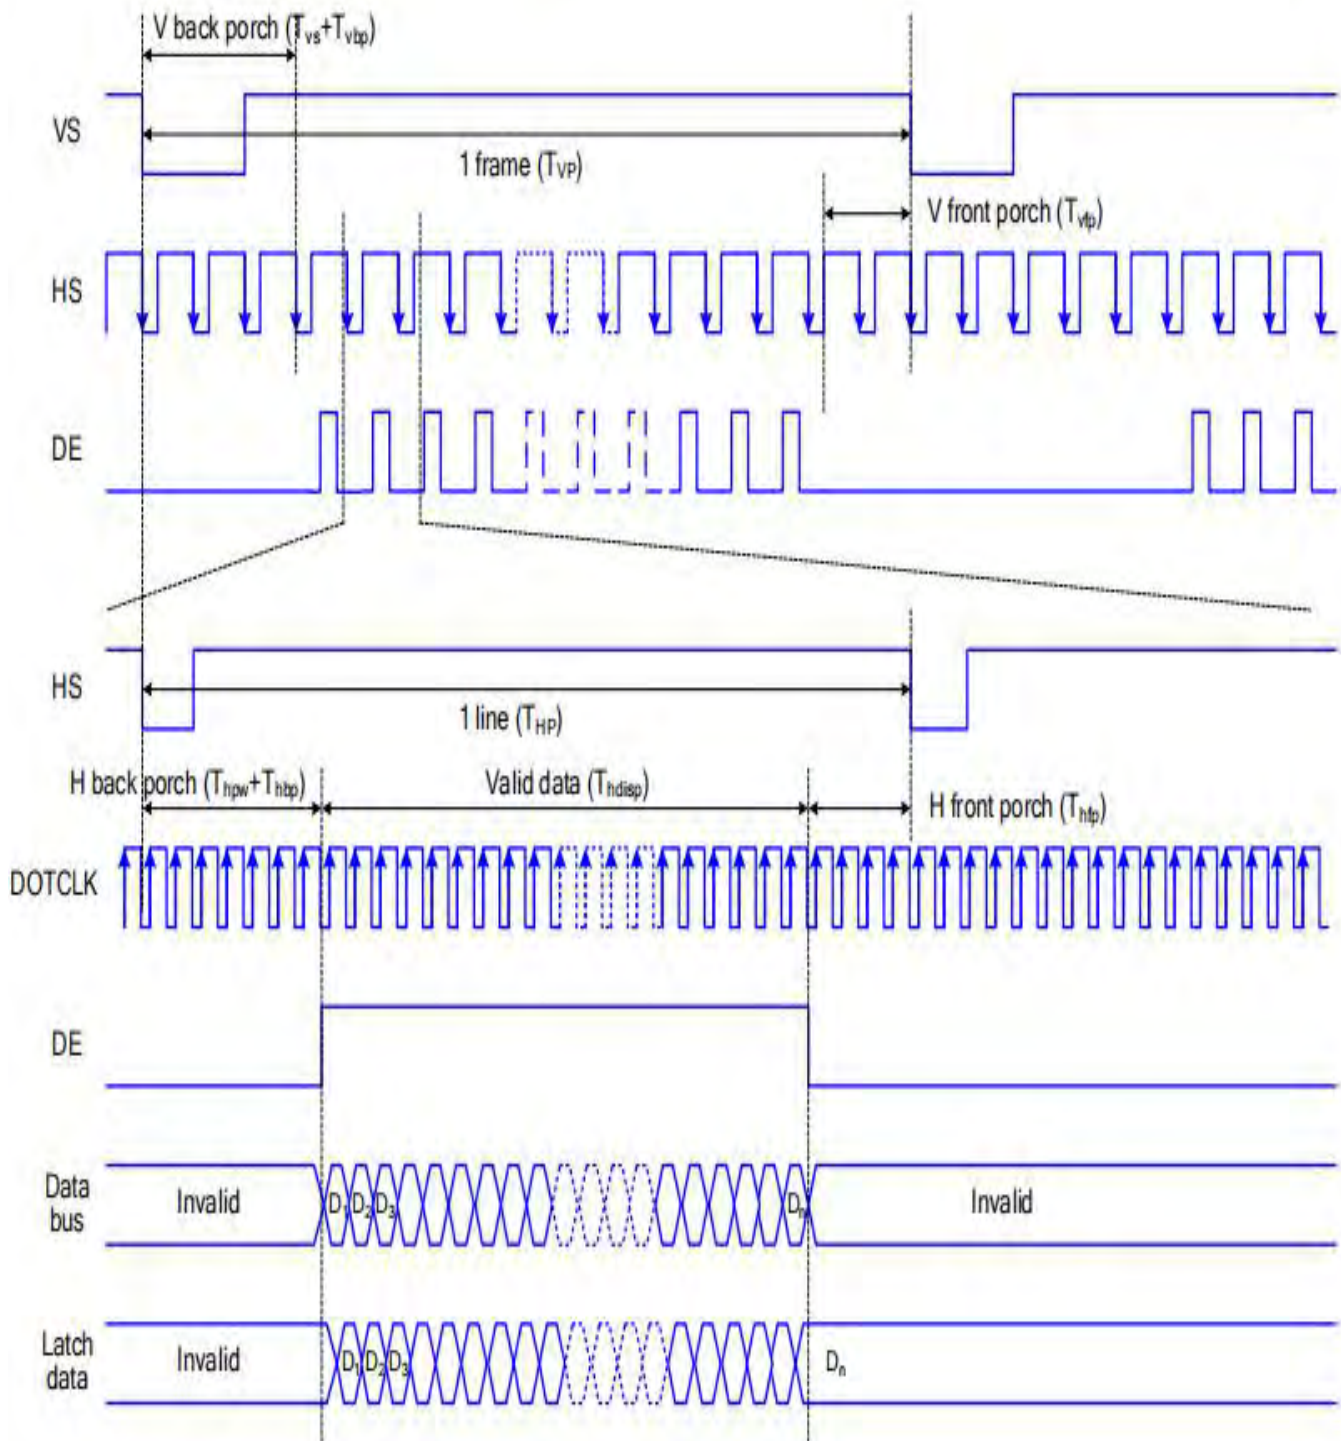 V back porch (Tvs+Tvbp)
VS
1 frame (TVP)
V front porch (Tvfp)
HS
DE
HS
1 line (THP)
H back porch (Thpw+Thbp)
Valid data (Thdisp)
H front porch (Thfp)
DOTCLK
DE
Data
bus
Invalid
D1 D2 D3
Dn
Invalid
Latch
data
Invalid
D1 D2 D3
Dn